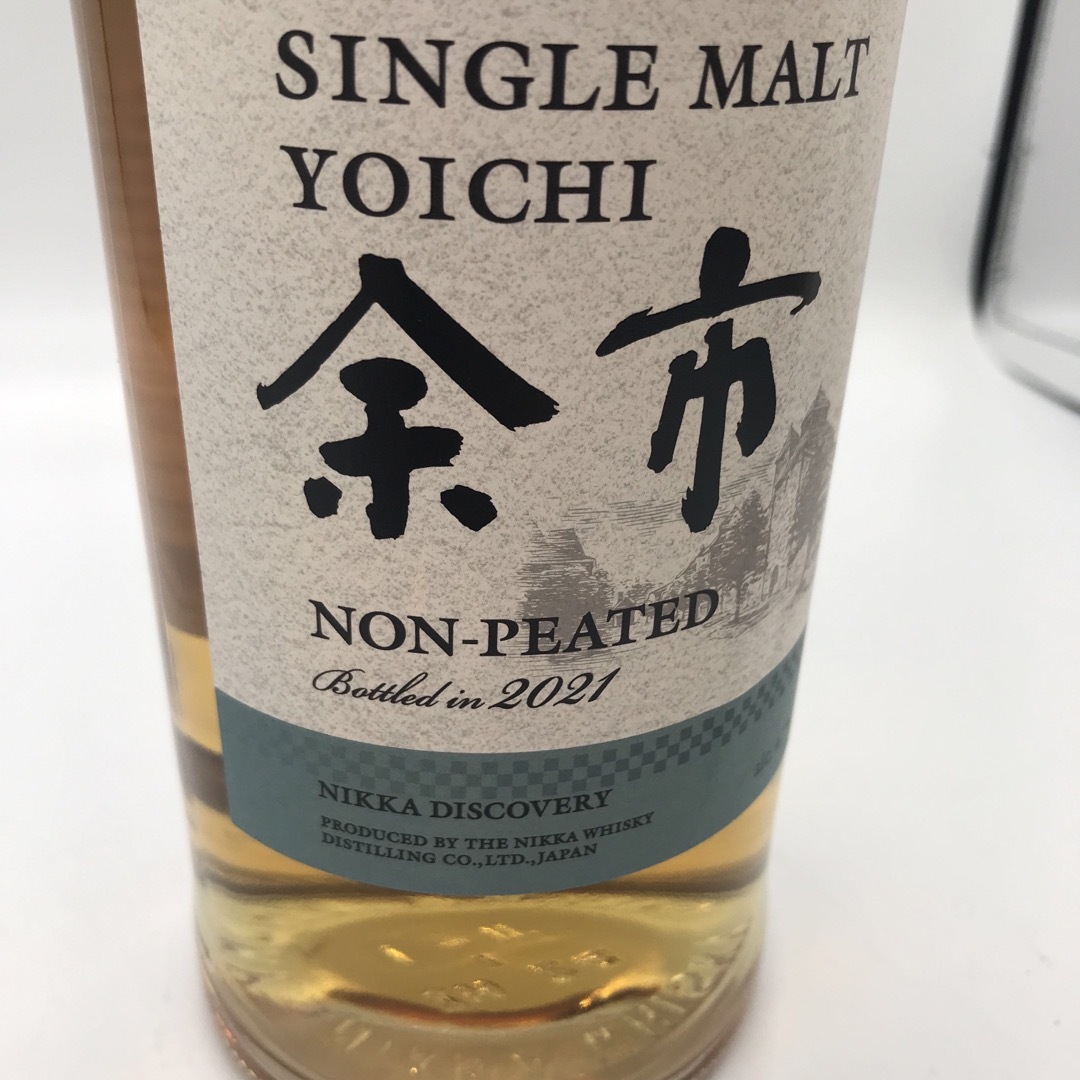 SINGLE MALT
YOICHI
余市
NON-PEATED
Bottled in 2021
NIKKA DISCOVERY
PRODUCED BY THE NIKKA WHISKY
DISTILLING CO.,LTD.,JAPAN